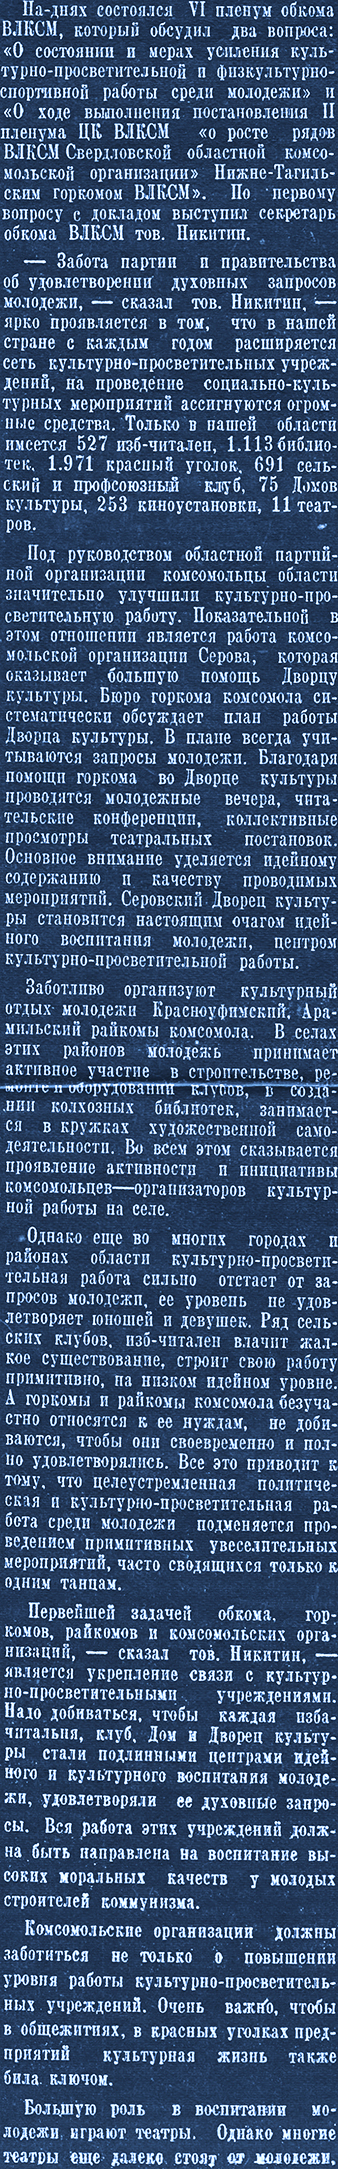 На-днях состоялся VI пленум обкома
ВЛКСМ, который обсудил два вопроса:
«О состоянии и мерах усиления куль-
турно-просветительной и физкультурно-
спортивной работы среди молодежи» и
«О ходе выполнения постановления II
пленума ЦК ВЛКСМ «о росте рядов
ВЛКСМ Свердловской областной комсо-
мольской организации» Нижне-Тагиль-
ским горкомом ВЛКСМ». По первому
вопросу с докладом выступил секретарь
обкома ВЛКСМ тов. Никитин.
— Забота партии и правительства
об удовлетворении духовных запросов
молодежи, — сказал тов. Никитин, —
ярко проявляется в том, что в нашей
стране с каждым годом расширяется
сеть культурно-просветительных учреж-
дений, на проведение социально-куль-
турных мероприятий ассигнуются огром-
ные средства. Только в нашей области
имеется 527 изб-читален, 1.113 библио-
тек, 1.971 красный уголок, 691 сель-
ский и профсоюзный клуб, 75 Домов
культуры, 253 киноустановки, 11 теат-
ров.
Под руководством областной партий-
ной организации комсомольцы области
значительно улучшили культурно-про-
светительную работу. Показательной в
этом отношении является работа комсо-
мольской организации Серова, которая
оказывает большую помощь Дворцу
культуры. Бюро горкома комсомола си-
стематически обсуждает план работы
Дворца культуры. В плане всегда учи-
тываются запросы молодежи. Благодаря
помощи горкома во Дворце культуры
проводятся молодежные вечера, чита-
тельские конференции, коллективные
просмотры театральных постановок.
Основное внимание уделяется идейному
содержанию и качеству проводимых
мероприятий. Серовский Дворец культу-
ры становится настоящим очагом идей-
ного воспитания молодежи, центром
культурно-просветительной работы.
Заботливо организуют культурный
отдых молодежи Красноуфимский, Ара-
мильский райкомы комсомола. В селах
этих районов молодежь принимает
активное участие в строительстве, ре-
монте и оборудовании клубов, в созда-
нии колхозных библиотек, занимает-
ся в кружках художественной само-
деятельности. Во всем этом сказывается
проявление активности и инициативы
комсомольцев—организаторов культур-
ной работы на селе.
Однако еще во многих городах и
районах области культурно-просвети-
тельная работа сильно отстает от за-
просов молодежи, ее уровень не удов-
летворяет юношей и девушек. Ряд сель-
ских клубов, изб-читален влачит жал-
кое существование, строит свою работу
примитивно, на низком идейном уровне.
А горкомы и райкомы комсомола безуча-
стно относятся к ее нуждам, не доби-
ваются, чтобы они своевременно и пол-
но удовлетворялись. Все это приводит к
тому, что целеустремленная политиче-
ская и культурно-просветительная ра-
бота среди молодежи подменяется про-
ведением примитивных увеселительных
мероприятий, часто сводящихся только к
одним танцам.
Первейшей задачей обкома, гор-
комов, райкомов и комсомольских орга-
низаций, — сказал тов. Никитин, —
является укрепление связи с культур-
но-просветительными учреждениями.
Надо добиваться, чтобы каждая изба-
читальня, клуб, Дом и Дворец культу-
ры стали подлинными центрами идей-
ного и культурного воспитания молоде-
жи, удовлетворяли ее духовные запро-
сы. Вся работа этих учреждений долж-
на быть направлена на воспитание вы-
соких моральных качеств у молодых
строителей коммунизма.
Комсомольские организации должны
заботиться не только о повышении
уровня работы культурно-просветитель-
ных учреждений. Очень важно, чтобы
в общежитиях, в красных уголках пред-
приятий культурная жизнь также
била ключом.
Большую роль в воспитании мо-
лодежи играют театры. Однако многие
театры еще далеко стоят от молодежи,